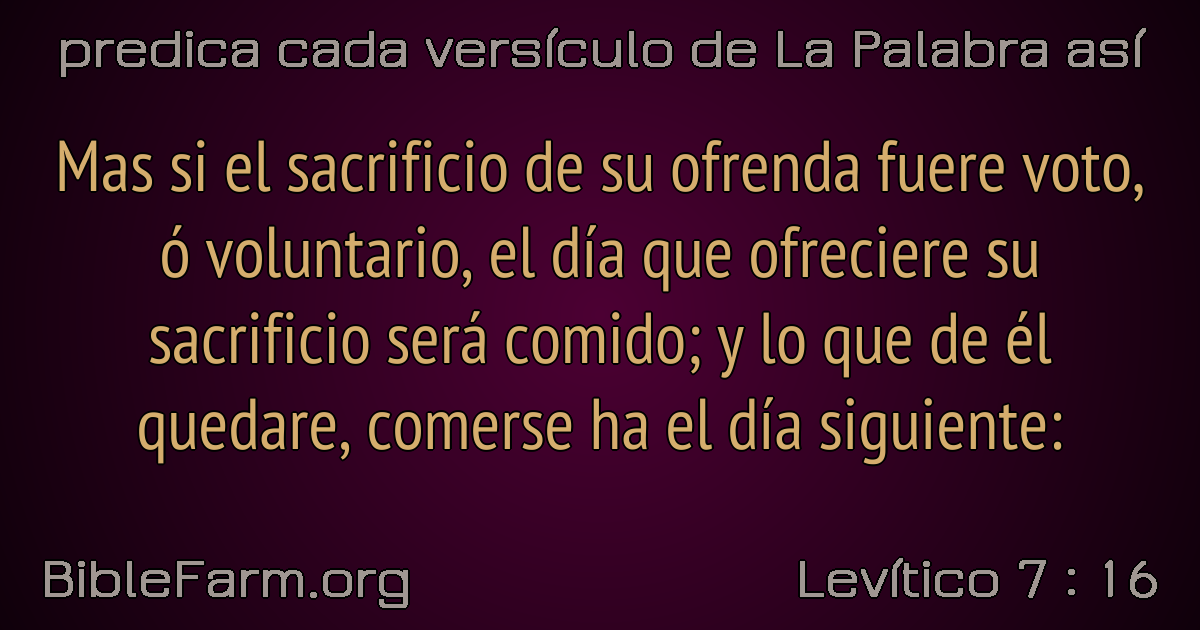 predica cada versículo de La Palabra así
Mas si el sacrificio de su ofrenda fuere voto,
ó voluntario, el día que ofreciere su
sacrificio será comido; y lo que de él
quedare, comerse ha el día siguiente:
BibleFarm.org
Levítico 7 : 16